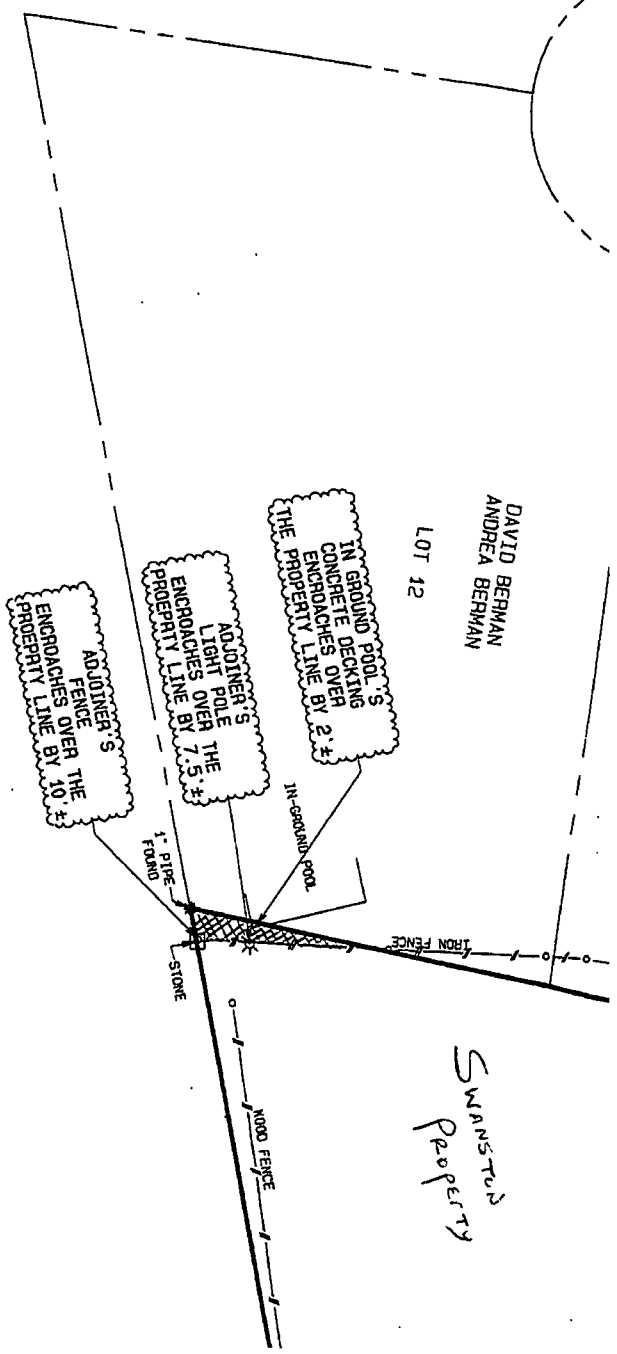 DAVID BERMAN
ANDREA BERMAN
LOT 12
IN GROUND POOL'S
CONCRETE DECKING
ENCROACHES OVER
THE PROPERTY LINE BY 2'±
ADJOINER'S
LIGHT POLE
ENCROACHES OVER THE
PROEPRTY LINE BY 7.5'±
ADJOINER'S
FENCE
ENCROACHES OVER THE
PROEPRTY LINE BY 10'±
IN-GROUND POOL
1" PIPE
FOUND
STONE
IRON FENCE
WOOD FENCE
SWANSTON
PROPERTY